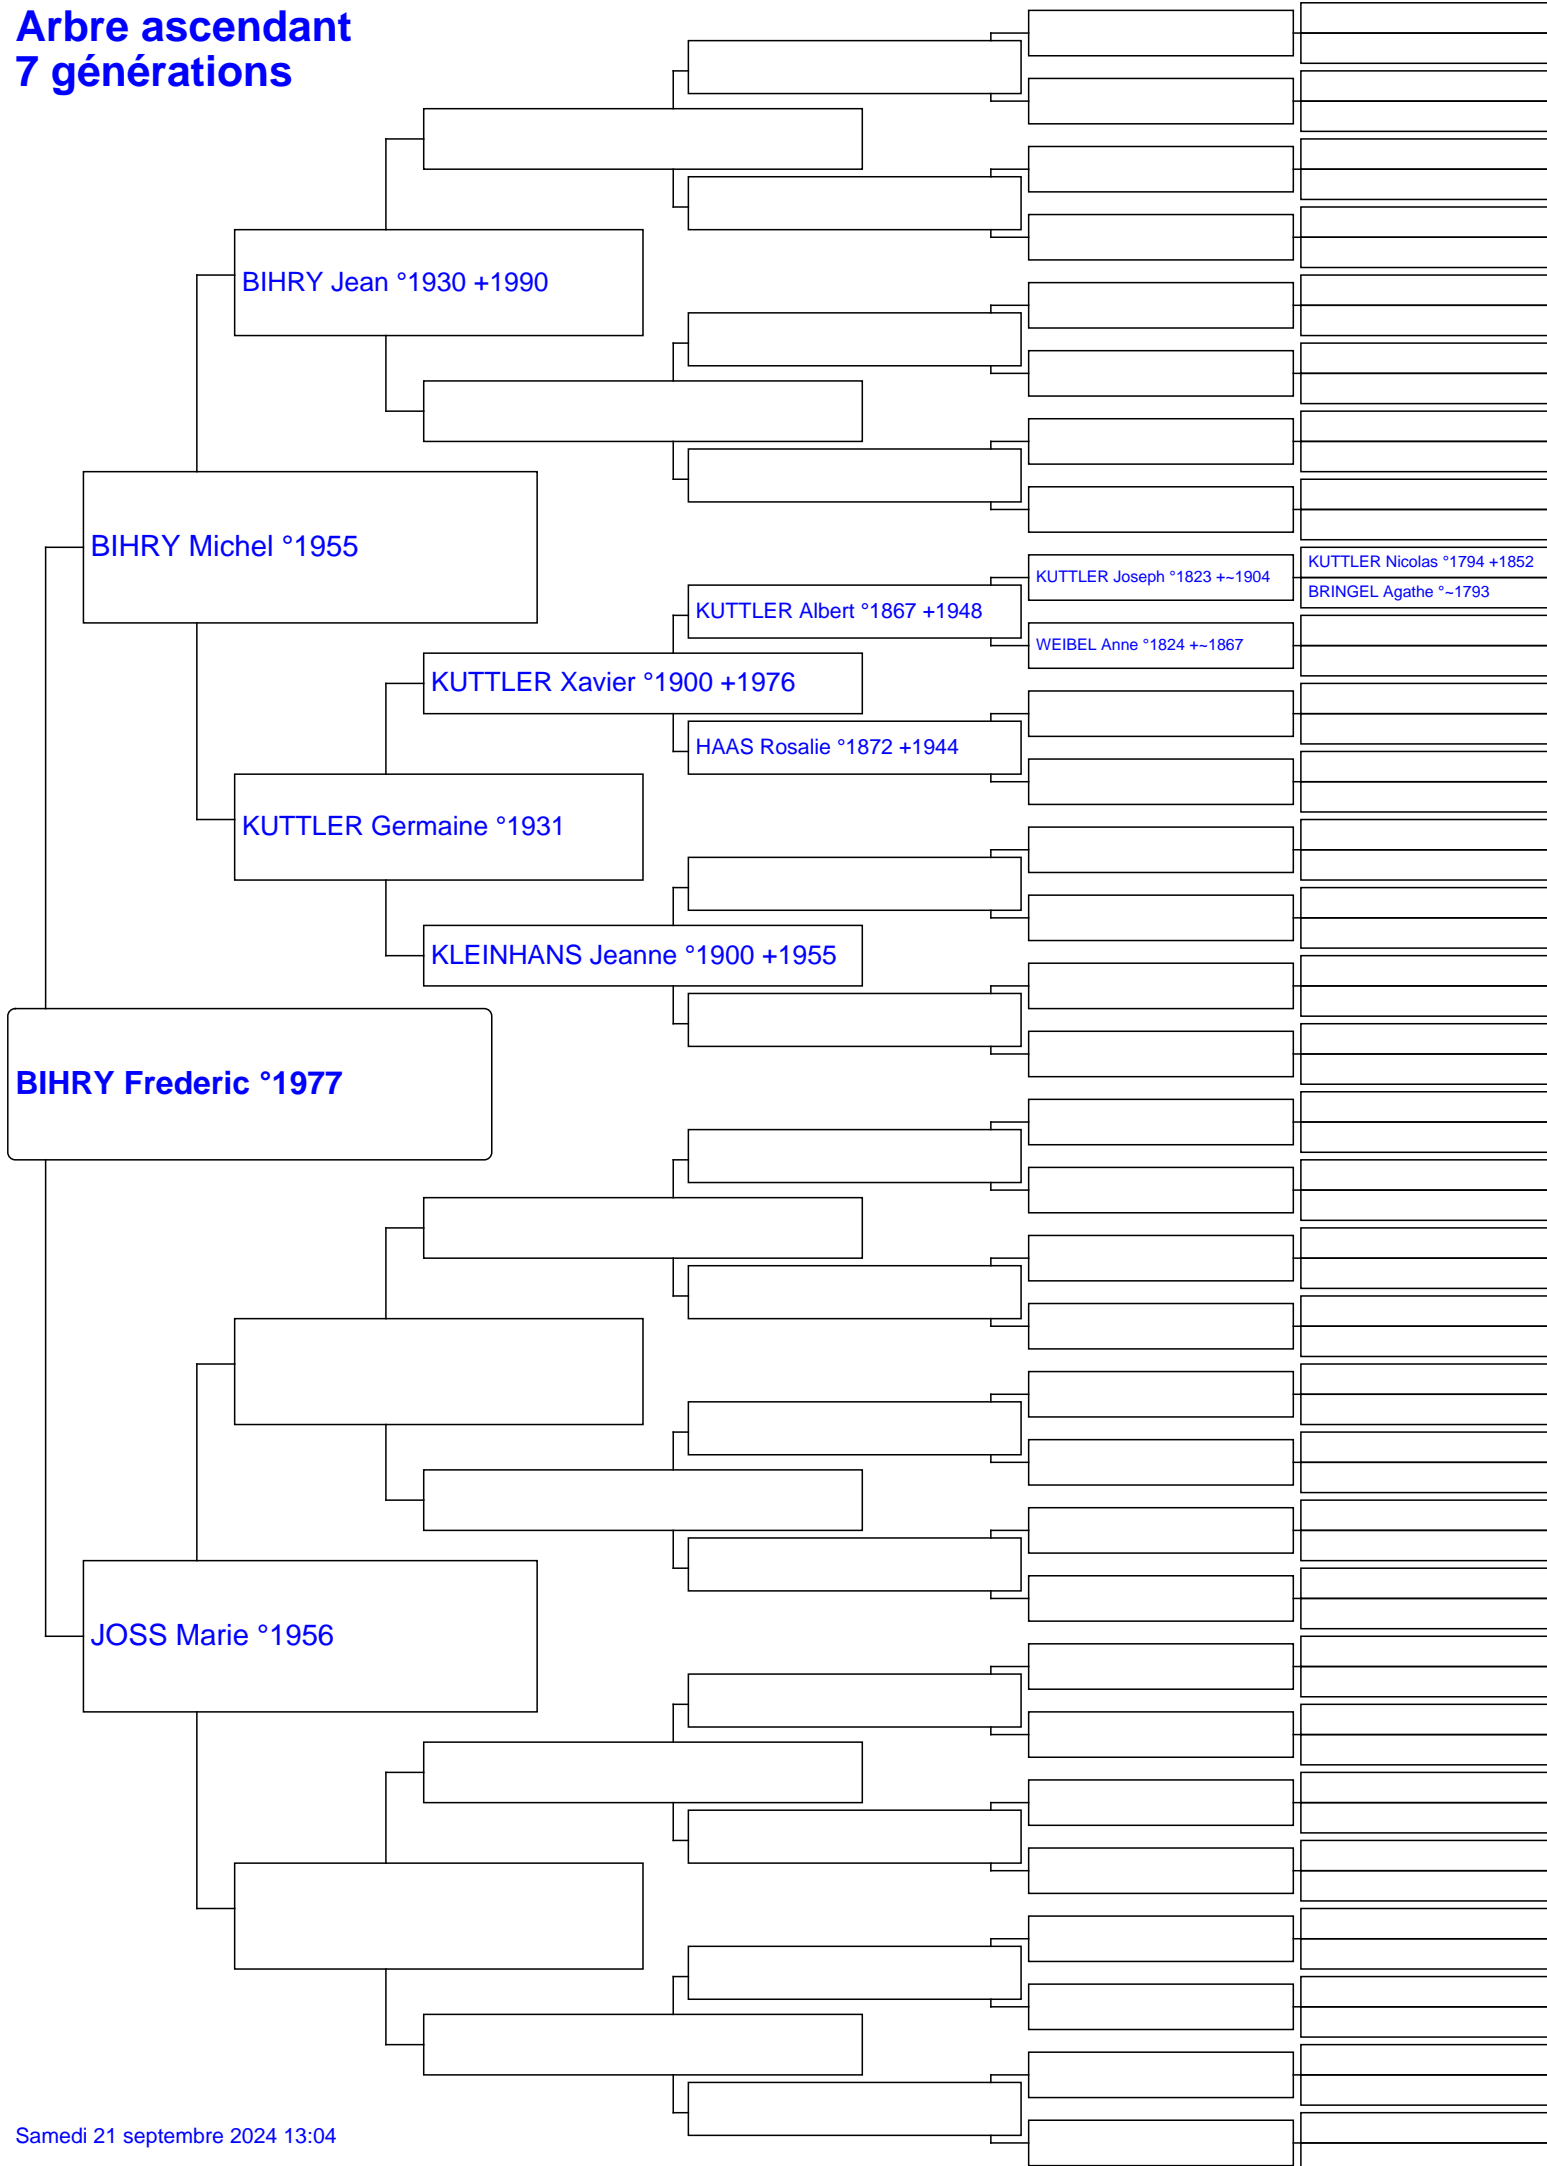 Arbre ascendant
7 générations
BIHRY Jean °1930 +1990
BIHRY Michel °1955
KUTTLER Nicolas °1794 +1852
KUTTLER Joseph °1823 +~1904
BRINGEL Agathe °~1793
KUTTLER Albert °1867 +1948
WEIBEL Anne °1824 +~1867
KUTTLER Xavier °1900 +1976
HAAS Rosalie °1872 +1944
KUTTLER Germaine °1931
KLEINHANS Jeanne °1900 +1955
BIHRY Frederic °1977
JOSS Marie °1956
Samedi 21 septembre 2024 13:04